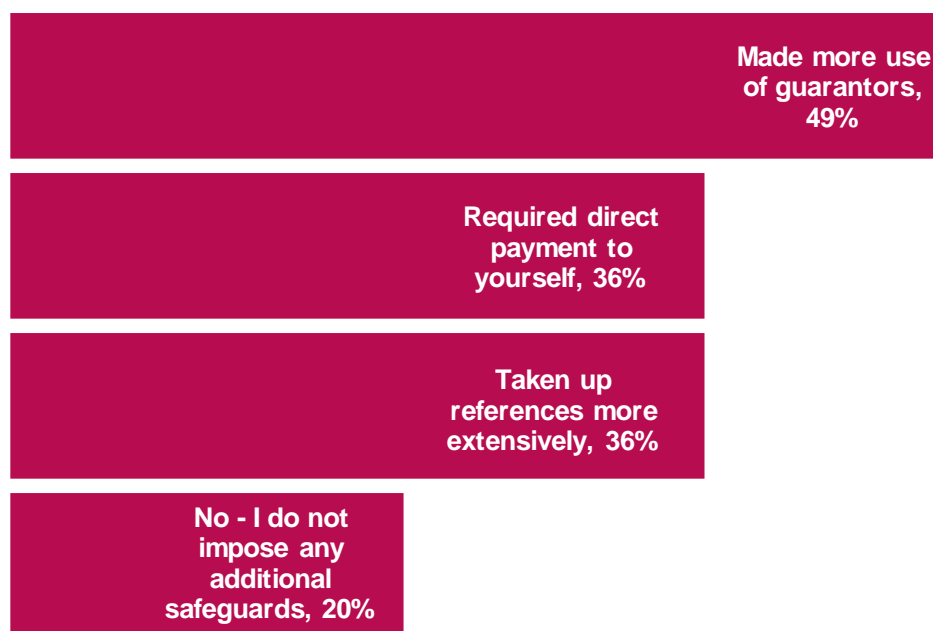 Made more use
of guarantors,
49%
Required direct
payment to
yourself, 36%
Taken up
references more
extensively, 36%
No - I do not
impose any
additional
safeguards, 20%